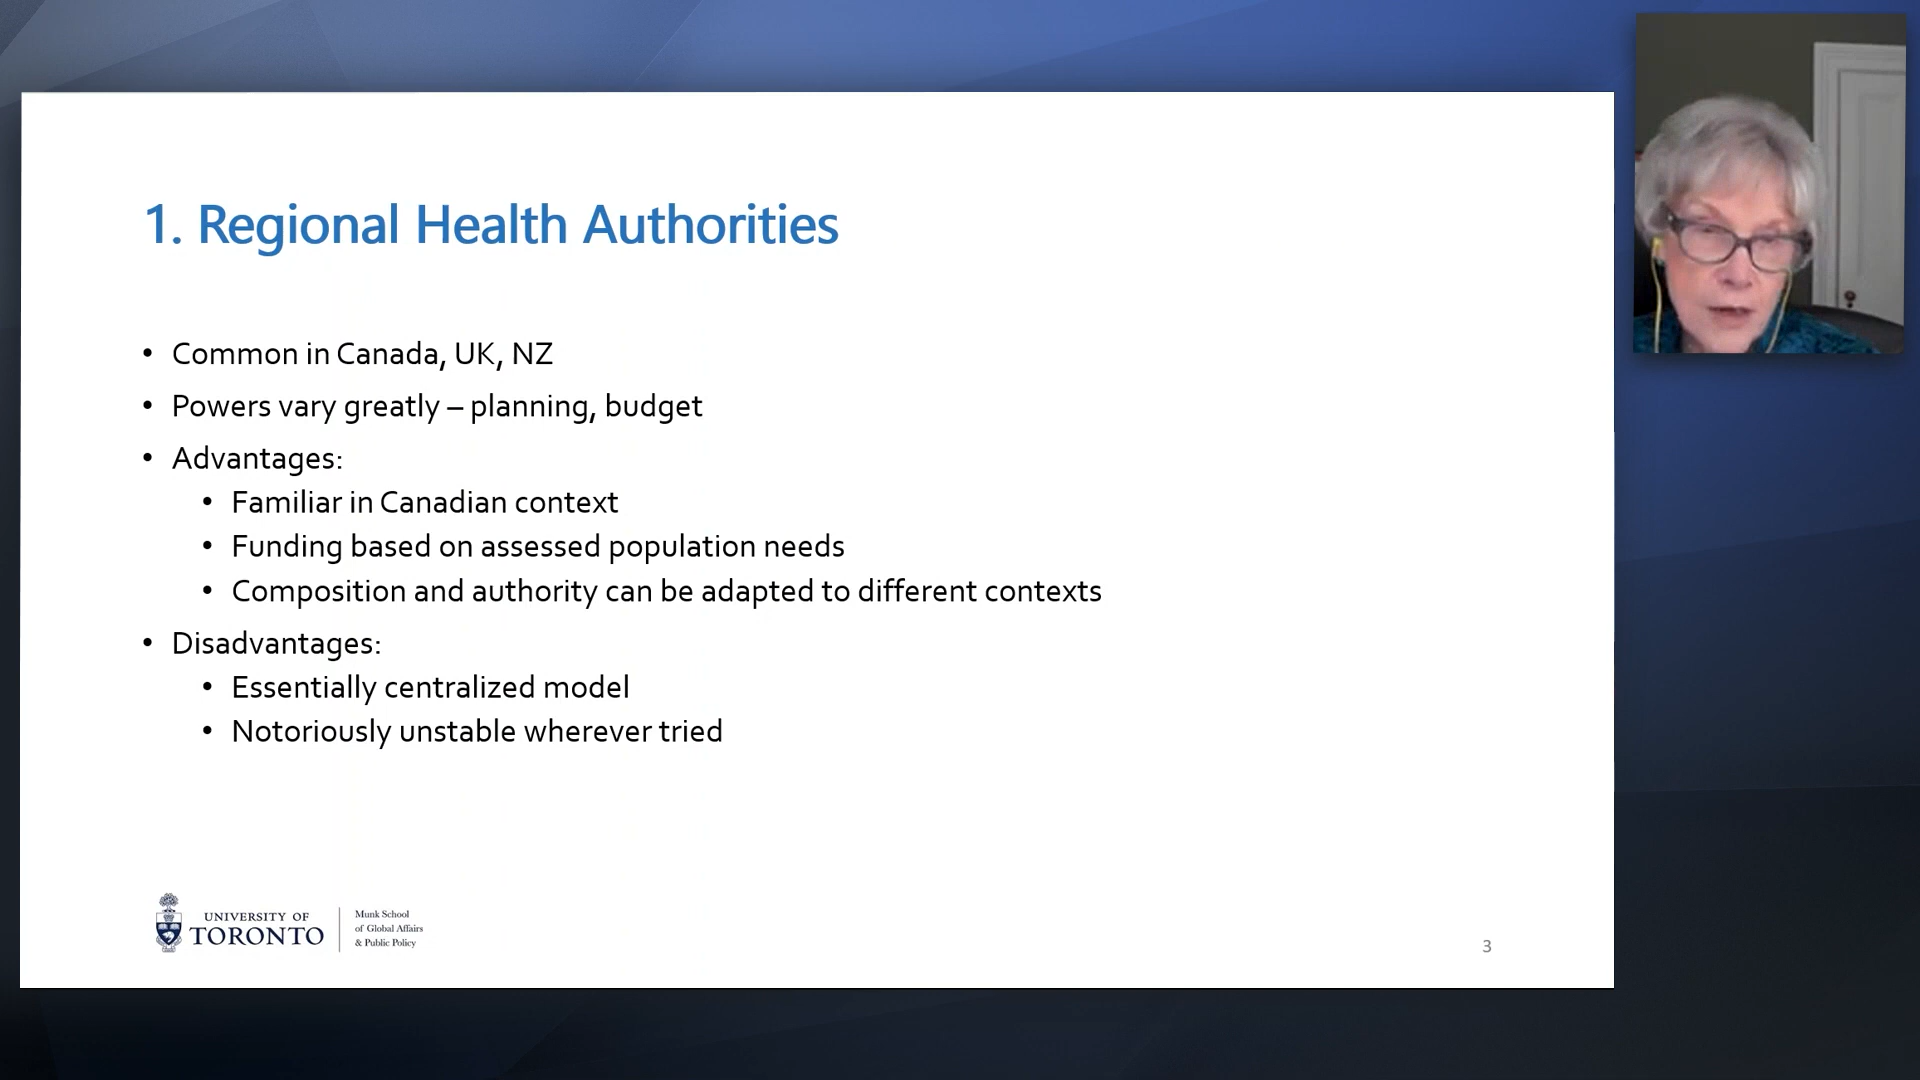 1. Regional Health Authorities
• Common in Canada, UK, NZ
• Powers vary greatly – planning, budget
• Advantages:
• Familiar in Canadian context
• Funding based on assessed population needs
• Composition and authority can be adapted to different contexts
• Disadvantages:
• Essentially centralized model
• Notoriously unstable wherever tried
UNIVERSITY OF
TORONTO
Munk School
of Global Affairs
& Public Policy
3